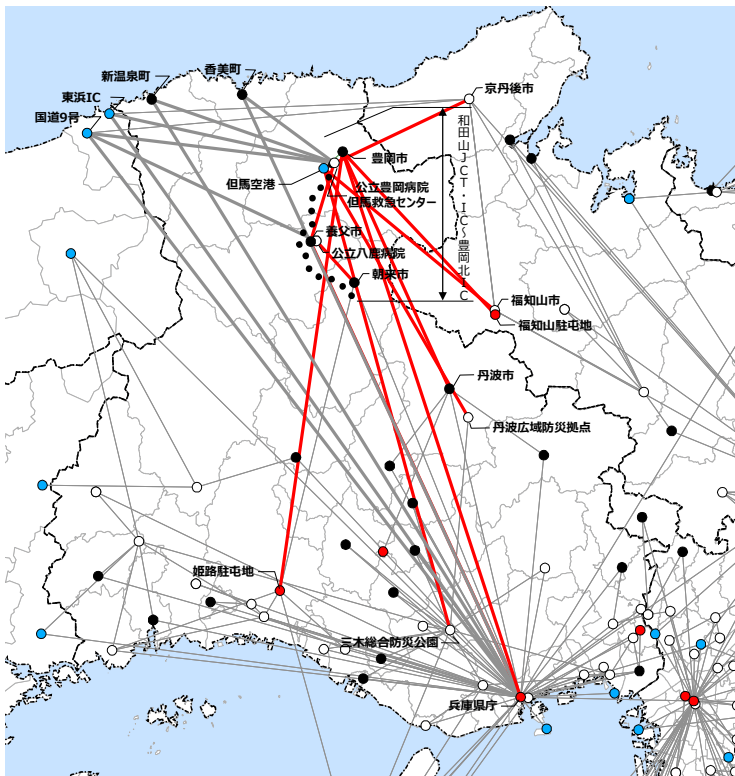 香美町
新温泉町
東浜IC
国道9号
京丹後市
和田山JCT・IC～豊岡北IC
豊岡市
但馬空港
公立豊岡病院
但馬救急センター
養父市
公立八鹿病院
朝来市
福知山市
福知山駐屯地
丹波市
丹波広域防災拠点
姫路駐屯地
三木総合防災公園
兵庫県庁